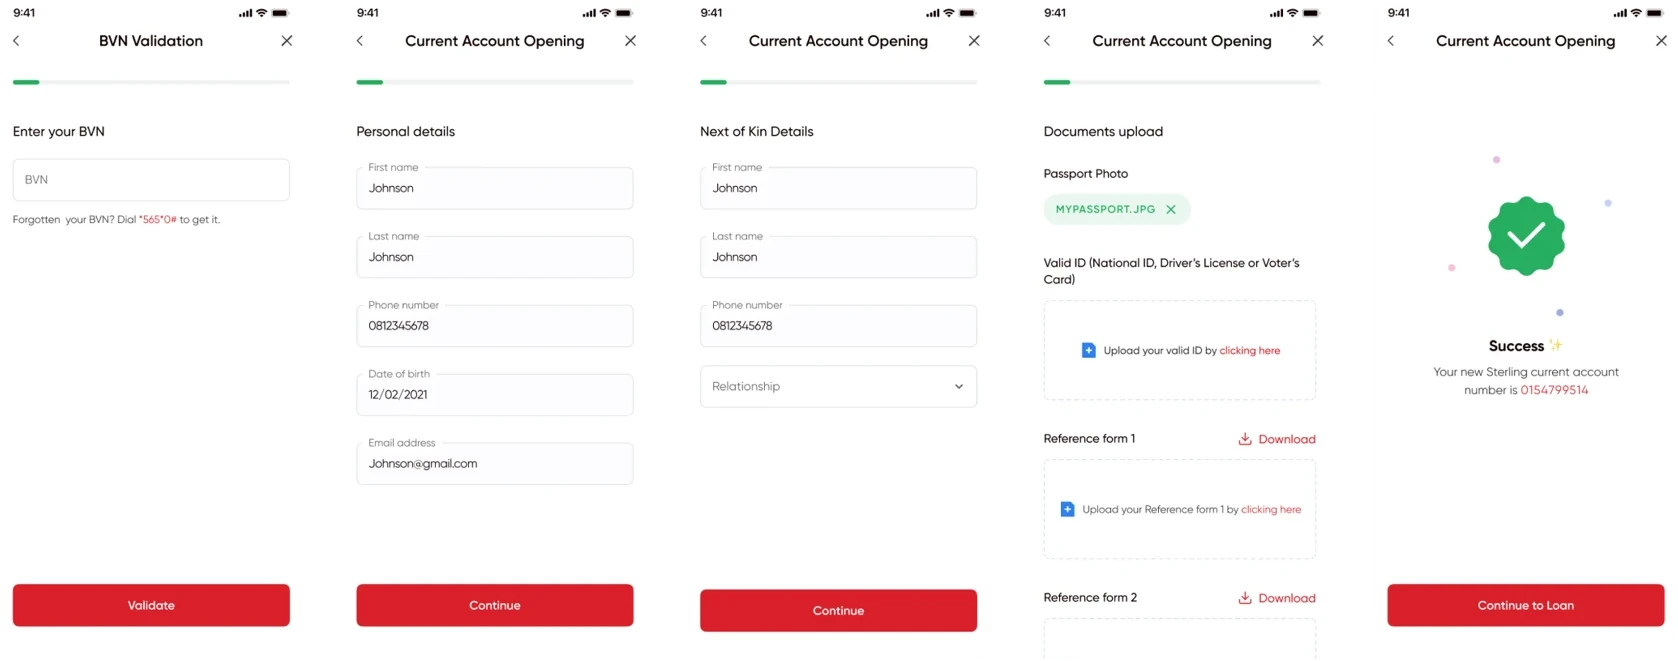 9:41
BVN Validation
Enter your BVN
BVN
Forgotten your BVN? Dial *565*0# to get it.
Validate
9:41
Current Account Opening
Personal details
First name
Johnson
Last name
Johnson
Phone number
0812345678
Date of birth
12/02/2021
Email address
Johnson@gmail.com
Continue
9:41
Current Account Opening
Next of Kin Details
First name
Johnson
Last name
Johnson
Phone number
0812345678
Relationship
Continue
9:41
Current Account Opening
Documents upload
Passport Photo
MYPASSPORT.JPG
Valid ID (National ID, Driver's License or Voter's
Card)
Upload your valid ID by clicking here
Reference form 1
Download
Upload your Reference form 1 by clicking here
Reference form 2
Download
9:41
Current Account Opening
Success ✨
Your new Sterling current account
number is 0154799514
Continue to Loan